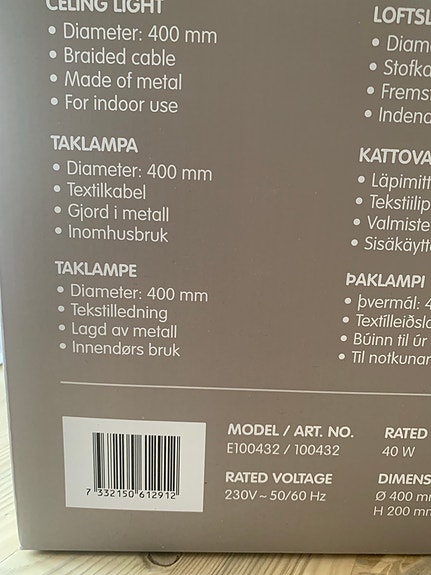 CELING LIGHT
• Diameter: 400 mm
• Braided cable
• Made of metal
• For indoor use
TAKLAMPA
• Diameter: 400 mm
• Textilkabel
• Gjord i metall
• Inomhusbruk
TAKLAMPE
• Diameter: 400 mm
• Tekstilledning
• Lagd av metall
• Innendørs bruk
LOFTSL
• Diam
• Stofka
• Fremst
• Indend
KATTOVA
• Läpimitt
• Tekstiilip
• Valmiste
• Sisäkäytt
ÞAKLAMPI
• Þvermál: 4
• Textílleiðslo
• Búinn til úr
• Til notkunar
7 332150 612912
MODEL / ART. NO.
E100432 / 100432
RATED VOLTAGE
230V ~ 50/60 Hz
RATED
40 W
DIMENS
Ø 400 mm
H 200 mm